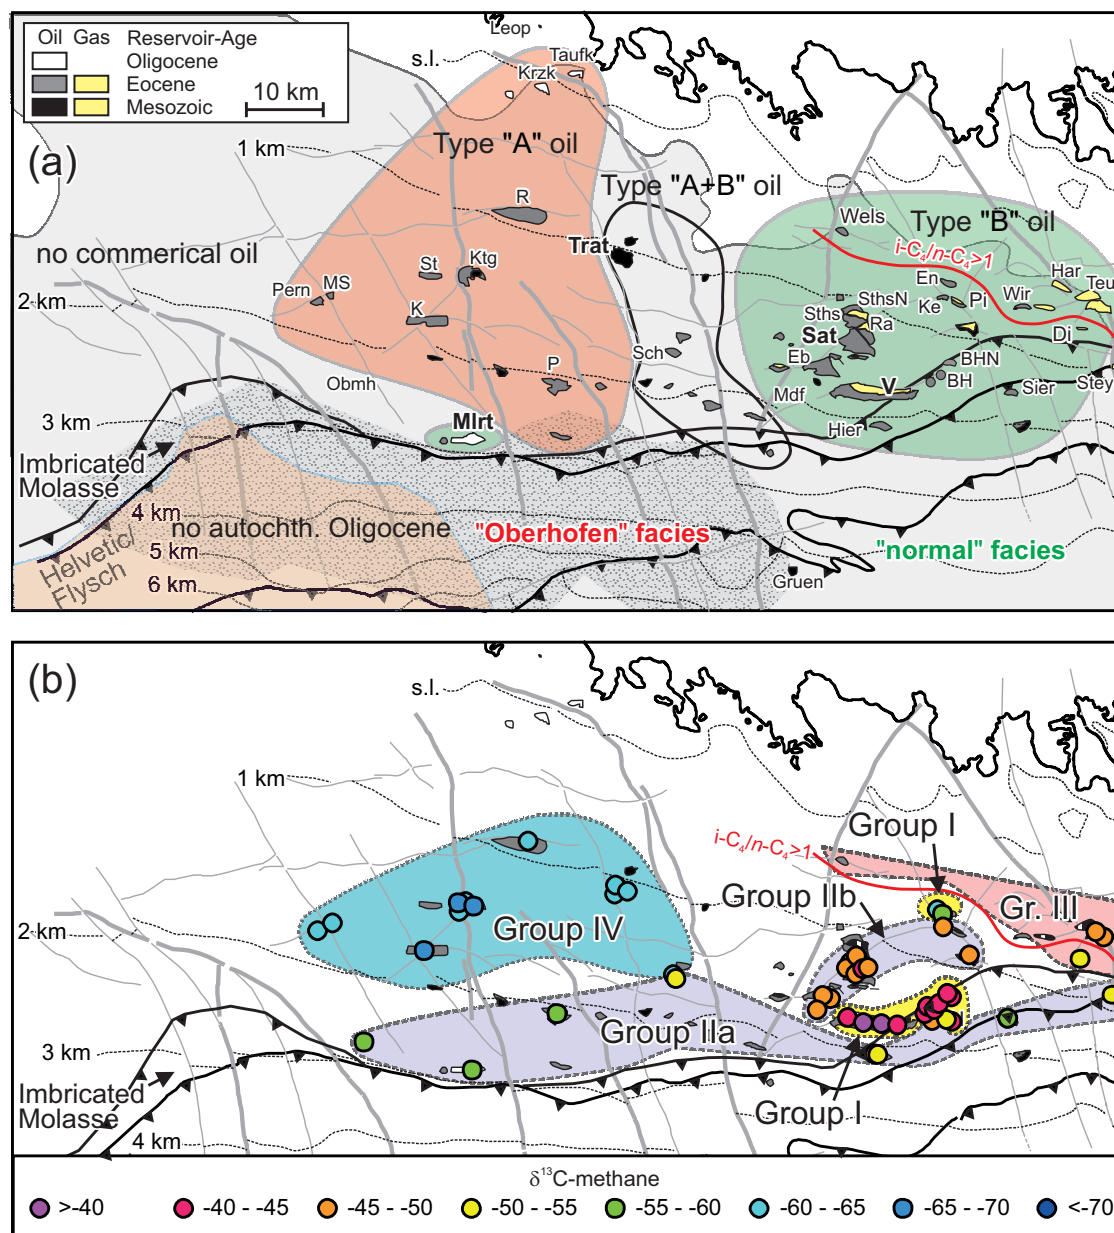 Oil Gas Reservoir-Age
Oligocene
Eocene
Mesozoic
10 km
(a)
Leop
s.l.
Taufk
Krzk
1 km
Type "A" oil
Type "A+B" oil
R
Wels
Type "B" oil
Trat
i-C4/n-C4>1
no commerical oil
St
Ktg
En
Har
Pern
MS
SthsN
Ke
Pi
Wir
Teu
2 km
K
Sths
Ra
Di
Sat
Sch
Eb
BHN
P
V
BH
Obmh
Mdf
Sier
Stey
3 km
Mlrt
Hier
Imbricated
Molasse
4 km
no autochth. Oligocene
"Oberhofen" facies
5 km
"normal" facies
Helvetic/
Flysch
6 km
Gruen
(b)
s.l.
1 km
Group I
i-C4/n-C4>1
Group IIb
Gr. III
2 km
Group IV
Group IIa
3 km
Imbricated
Molasse
Group I
4 km
δ13C-methane
>-40 -40 - -45 -45 - -50 -50 - -55 -55 - -60 -60 - -65 -65 - -70 <-70